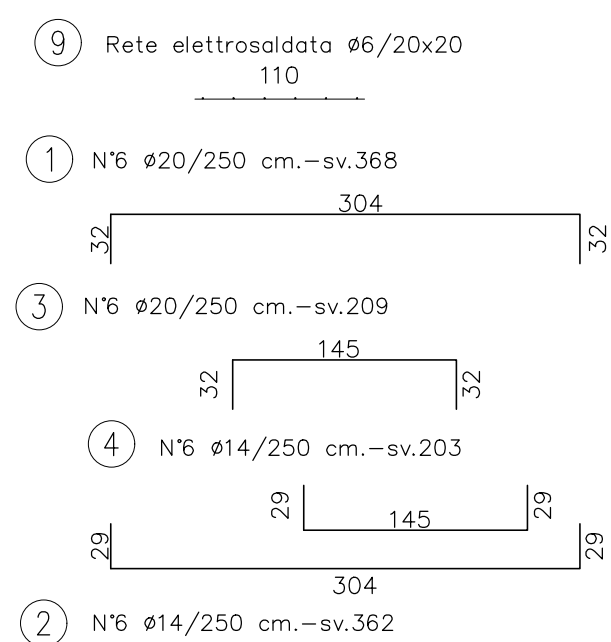 9 Rete elettrosaldata ø6/20x20
110
1 N°6 ø20/250 cm.-sv.368
304
32 32
3 N°6 ø20/250 cm.-sv.209
145
32 32
4 N°6 ø14/250 cm.-sv.203
29 29
145
29 29
304
2 N°6 ø14/250 cm.-sv.362